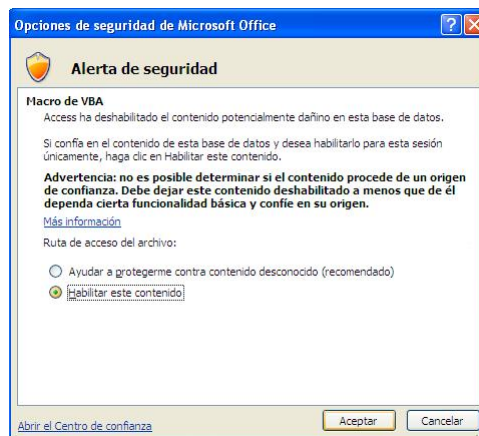 Opciones de seguridad de Microsoft Office
Alerta de seguridad
Macro de VBA
Access ha deshabilitado el contenido potencialmente dañino en esta base de datos.
Si confía en el contenido de esta base de datos y desea habilitarlo para esta sesión
únicamente, haga clic en Habilitar este contenido.
Advertencia: no es posible determinar si el contenido procede de un origen
de confianza. Debe dejar este contenido deshabilitado a menos que de él
dependa cierta funcionalidad básica y confíe en su origen.
Más información
Ruta de acceso del archivo:
Ayudar a protegerme contra contenido desconocido (recomendado)
Habilitar este contenido
Abrir el Centro de confianza
Aceptar
Cancelar